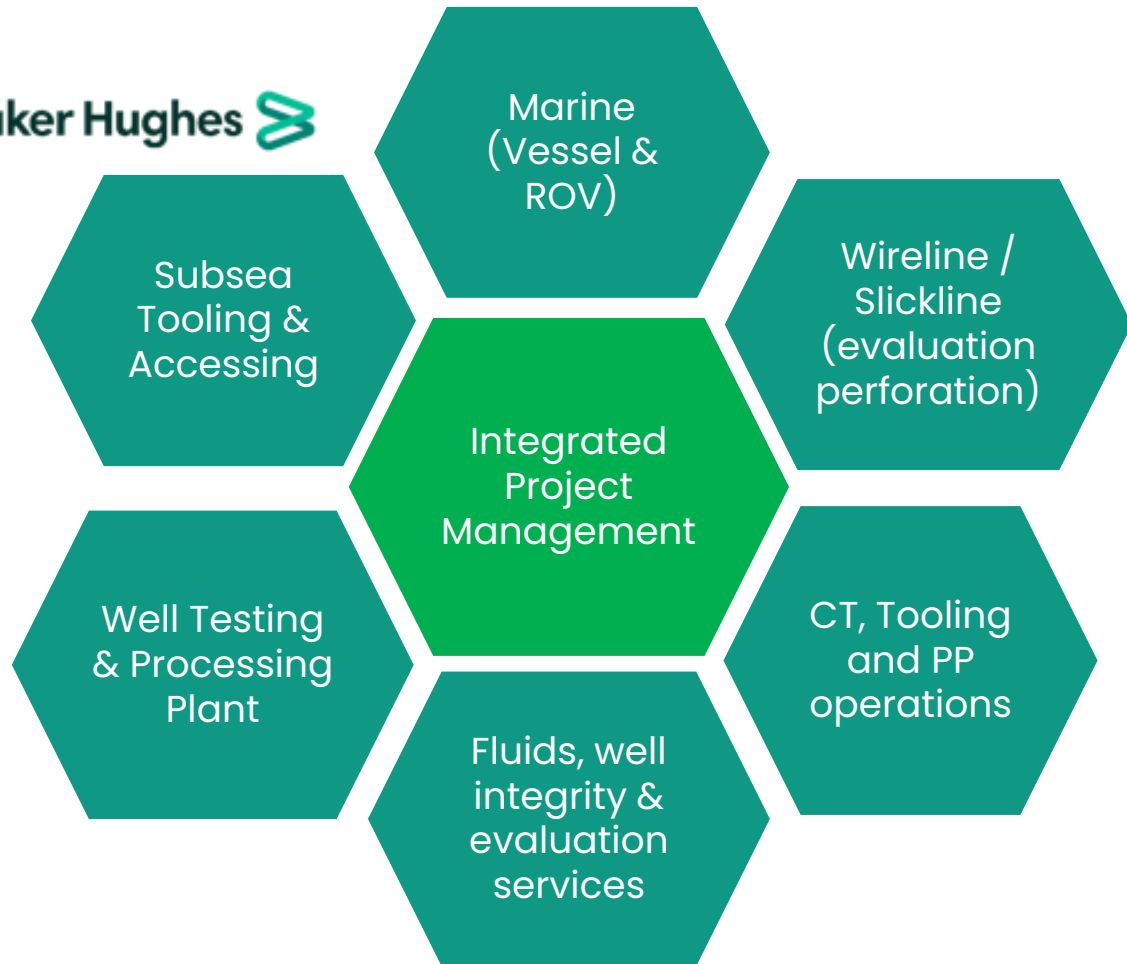 aker Hughes
Marine
(Vessel &
ROV)
Subsea
Tooling &
Accessing
Wireline /
Slickline
(evaluation
perforation)
Integrated
Project
Management
Well Testing
& Processing
Plant
CT, Tooling
and PP
operations
Fluids, well
integrity &
evaluation
services